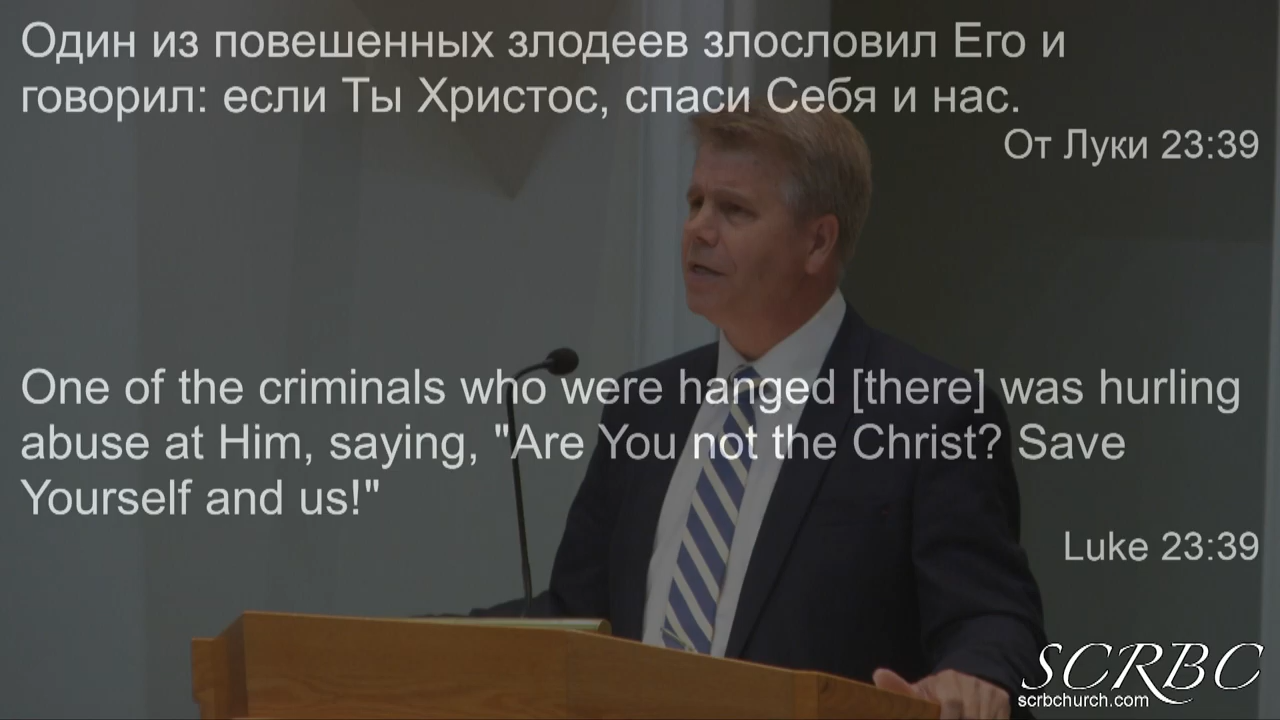 Один из повешенных злодеев злословил Его и
говорил: если Ты Христос, спаси Себя и нас.
От Луки 23:39
One of the criminals who were hanged [there] was hurling
abuse at Him, saying, "Are You not the Christ? Save
Yourself and us!"
Luke 23:39
SCRBC
scrbchurch.com